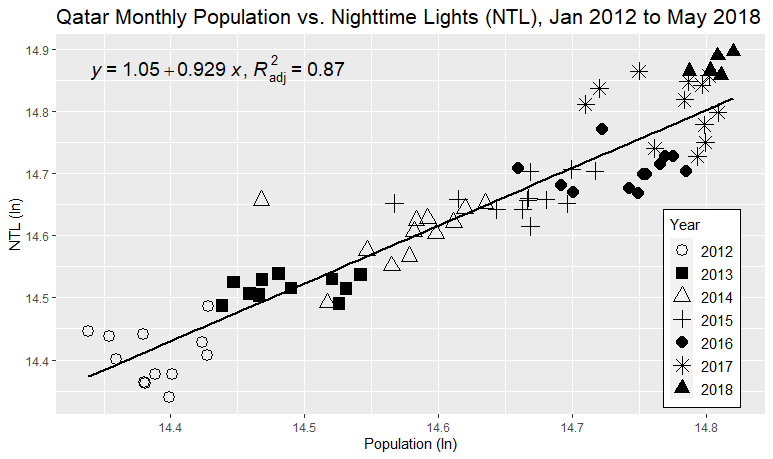 Qatar Monthly Population vs. Nighttime Lights (NTL), Jan 2012 to May 2018
y = 1.05 + 0.929 x, R²adj = 0.87
14.9
14.8
14.7
14.6
14.5
14.4
NTL (ln)
Year
2012
2013
2014
2015
2016
2017
2018
14.4 14.5 14.6 14.7 14.8
Population (ln)